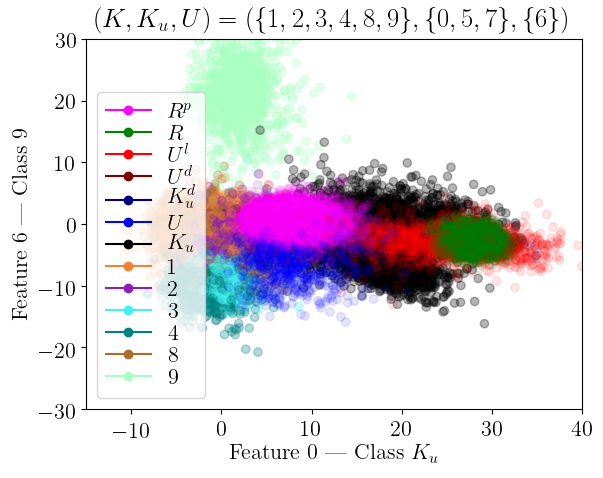 (K, K_u, U) = ({1, 2, 3, 4, 8, 9}, {0, 5, 7}, {6})
30
20
10
0
−10
−20
−30
Feature 6 — Class 9
R^p
R
U^l
U^d
K_u^d
U
K_u
1
2
3
4
8
9
−10
0
10
20
30
40
Feature 0 — Class K_u